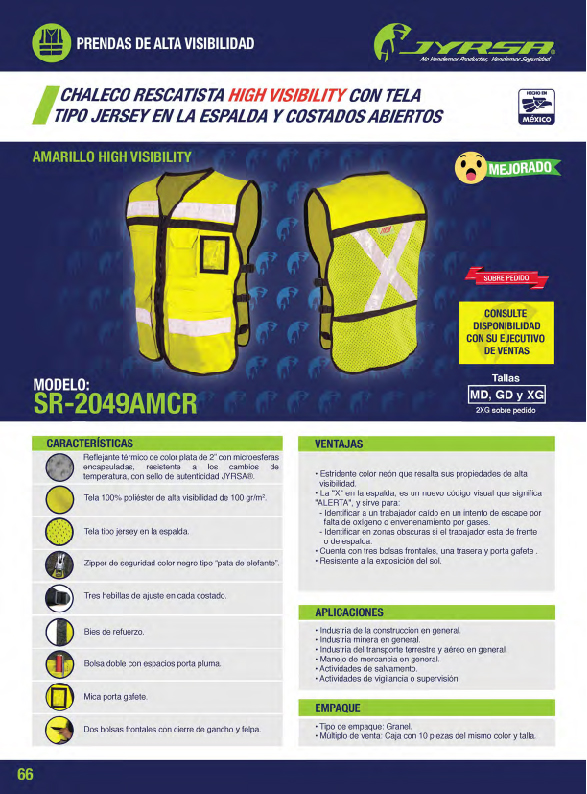 PRENDAS DE ALTA VISIBILIDAD
JYRSA®
No Vendemos Productos, Vendemos Seguridad
CHALECO RESCATISTA HIGH VISIBILITY CON TELA
TIPO JERSEY EN LA ESPALDA Y COSTADOS ABIERTOS
HECHO EN
MÉXICO
AMARILLO HIGH VISIBILITY
MEJORADO
SOBRE PEDIDO
CONSULTE
DISPONIBILIDAD
CON SU EJECUTIVO
DE VENTAS
Tallas
MD, GD y XG
2XG sobre pedido
MODELO:
SR-2049AMCR
CARACTERÍSTICAS
Reflejante térmico de color plata de 2" con microesferas
encapsuladas, resistente a los cambios de
temperatura, con sello de autenticidad JYRSA®.
Tela 100% poliéster de alta visibilidad de 100 gr/m².
Tela tipo jersey en la espalda.
Zipper de seguridad color negro tipo "pata de elefante".
Tres hebillas de ajuste en cada costado.
Bies de refuerzo.
Bolsa doble con espacios porta pluma.
Mica porta gafete.
Dos bolsas frontales con cierre de gancho y felpa.
VENTAJAS
• Estridente color neón que resalta sus propiedades de alta
visibilidad.
• La "X" en la espalda, es un nuevo código visual que significa
"ALERTA", y sirve para:
- Identificar a un trabajador caído en un intento de escape por
falta de oxígeno o envenenamiento por gases.
- Identificar en zonas obscuras si el trabajador esta de frente
o de espalda.
• Cuenta con tres bolsas frontales, una trasera y porta gafete .
• Resistente a la exposición del sol.
APLICACIONES
• Industria de la construccion en general.
• Industria minera en general.
• Industria del transporte terrestre y aéreo en general.
• Manejo de mercancía en general.
• Actividades de salvamento.
• Actividades de vigilancia o supervisión
EMPAQUE
• Tipo de empaque: Granel.
• Múltiplo de venta: Caja con 10 piezas del mismo color y talla.
66